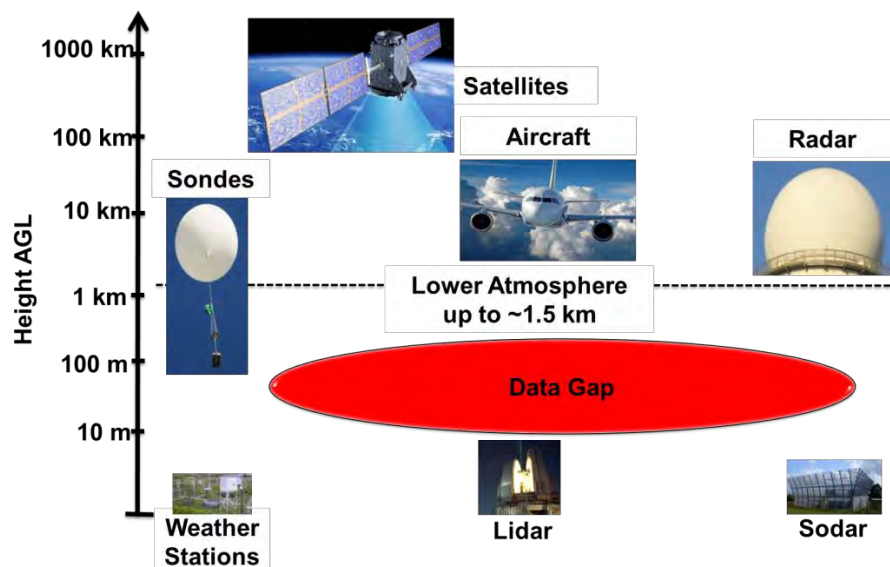 1000 km
Satellites
100 km
Aircraft
Radar
Sondes
10 km
Height AGL
1 km
Lower Atmosphere
up to ~1.5 km
100 m
Data Gap
10 m
Weather
Stations
Lidar
Sodar